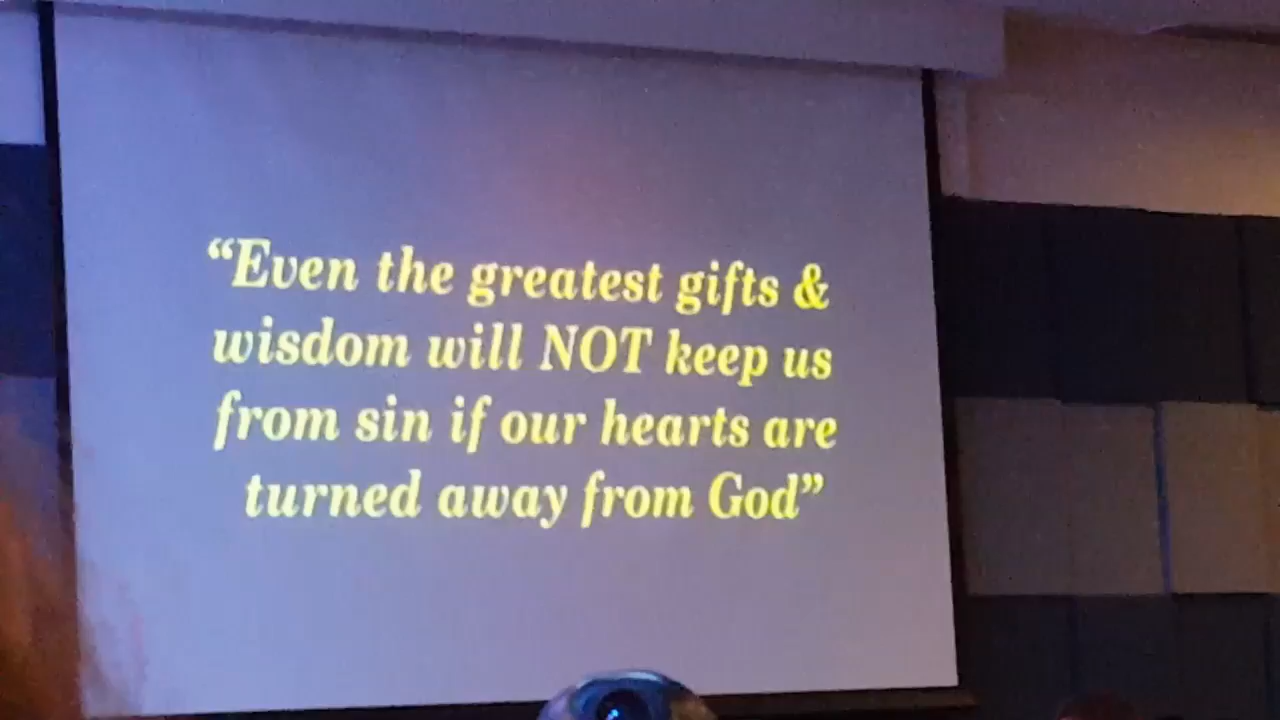 “Even the greatest gifts &
wisdom will NOT keep us
from sin if our hearts are
turned away from God”